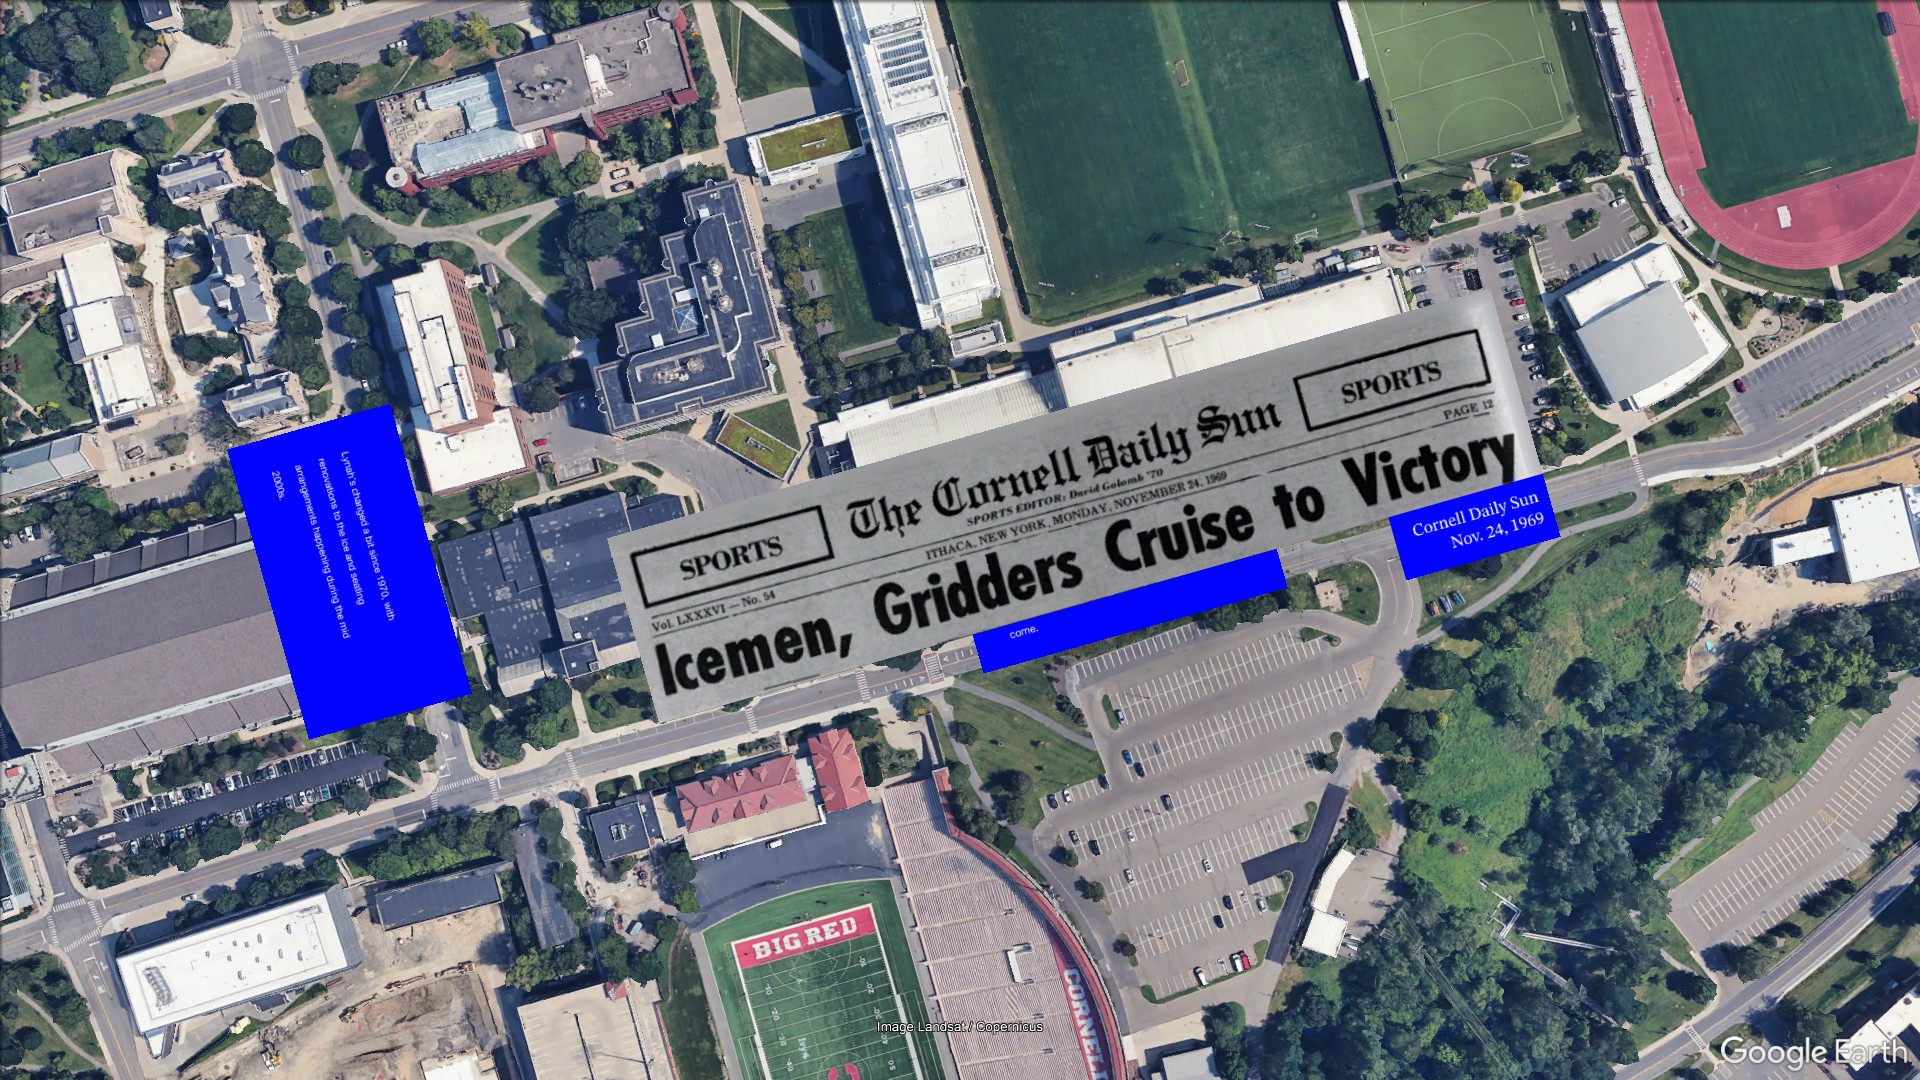 SPORTS
The Cornell Daily Sun
SPORTS
SPORTS EDITOR: David Golomb '70
Vol. LXXXVI — No. 54
ITHACA, NEW YORK, MONDAY, NOVEMBER 24, 1969
PAGE 12
Icemen, Gridders Cruise to Victory
Cornell Daily Sun
Nov. 24, 1969
come.
Lynah's changed a bit since 1970, with
renovations to the ice and seating
arrangements happening during the mid
2000s.
BIG RED
CORNELL
Image Landsat / Copernicus
Google Earth